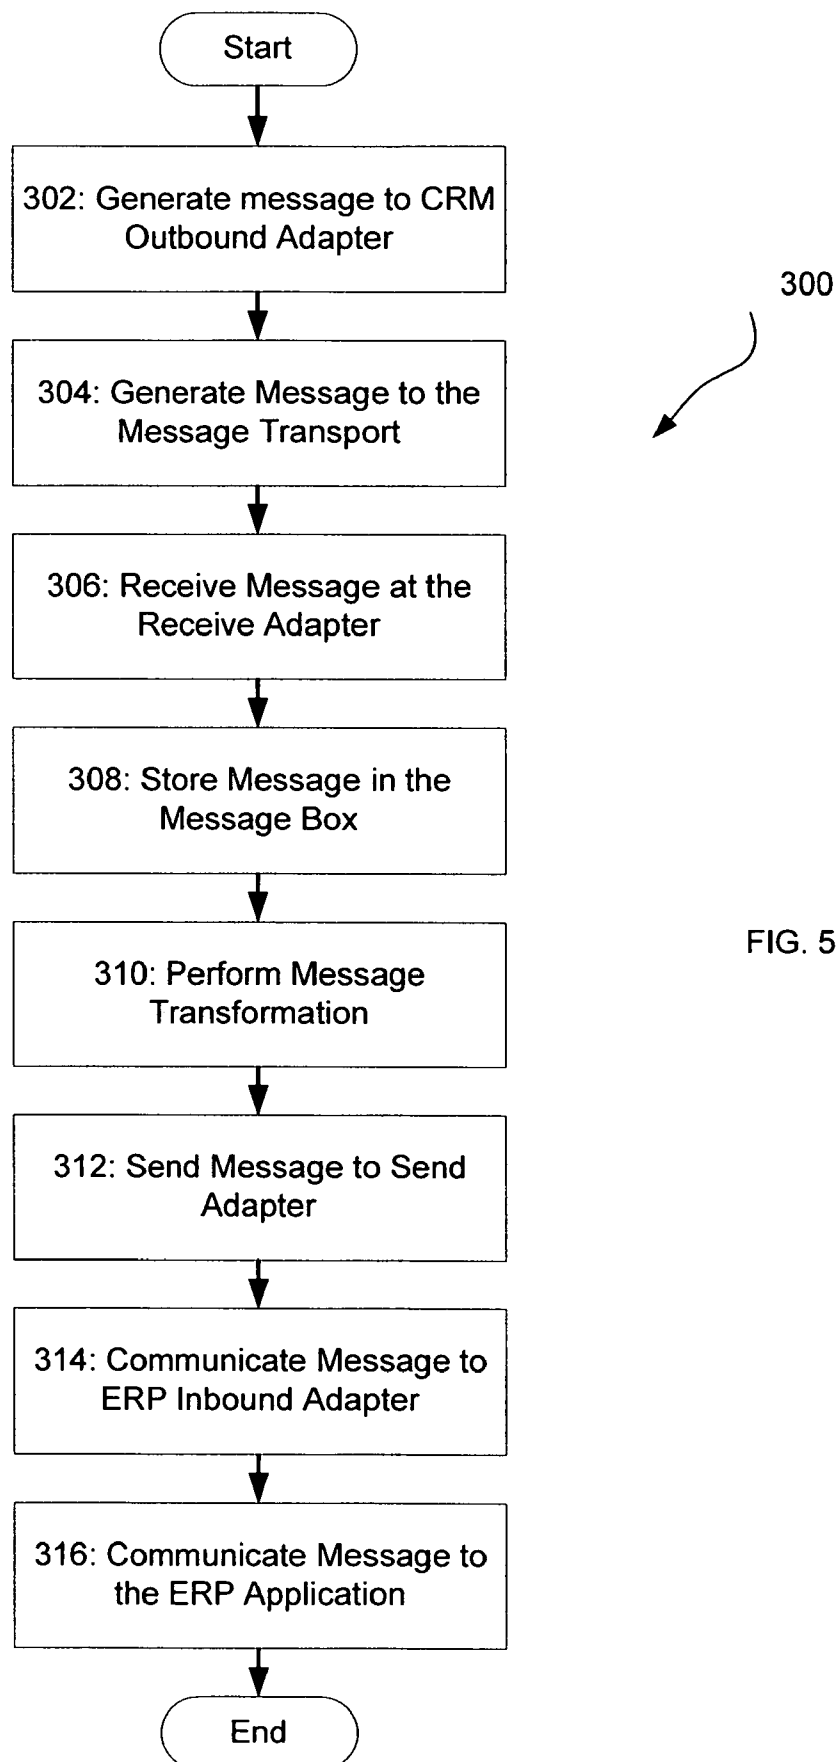 Start
302: Generate message to CRM
Outbound Adapter
300
304: Generate Message to the
Message Transport
306: Receive Message at the
Receive Adapter
308: Store Message in the
Message Box
FIG. 5
310: Perform Message
Transformation
312: Send Message to Send
Adapter
314: Communicate Message to
ERP Inbound Adapter
316: Communicate Message to
the ERP Application
End